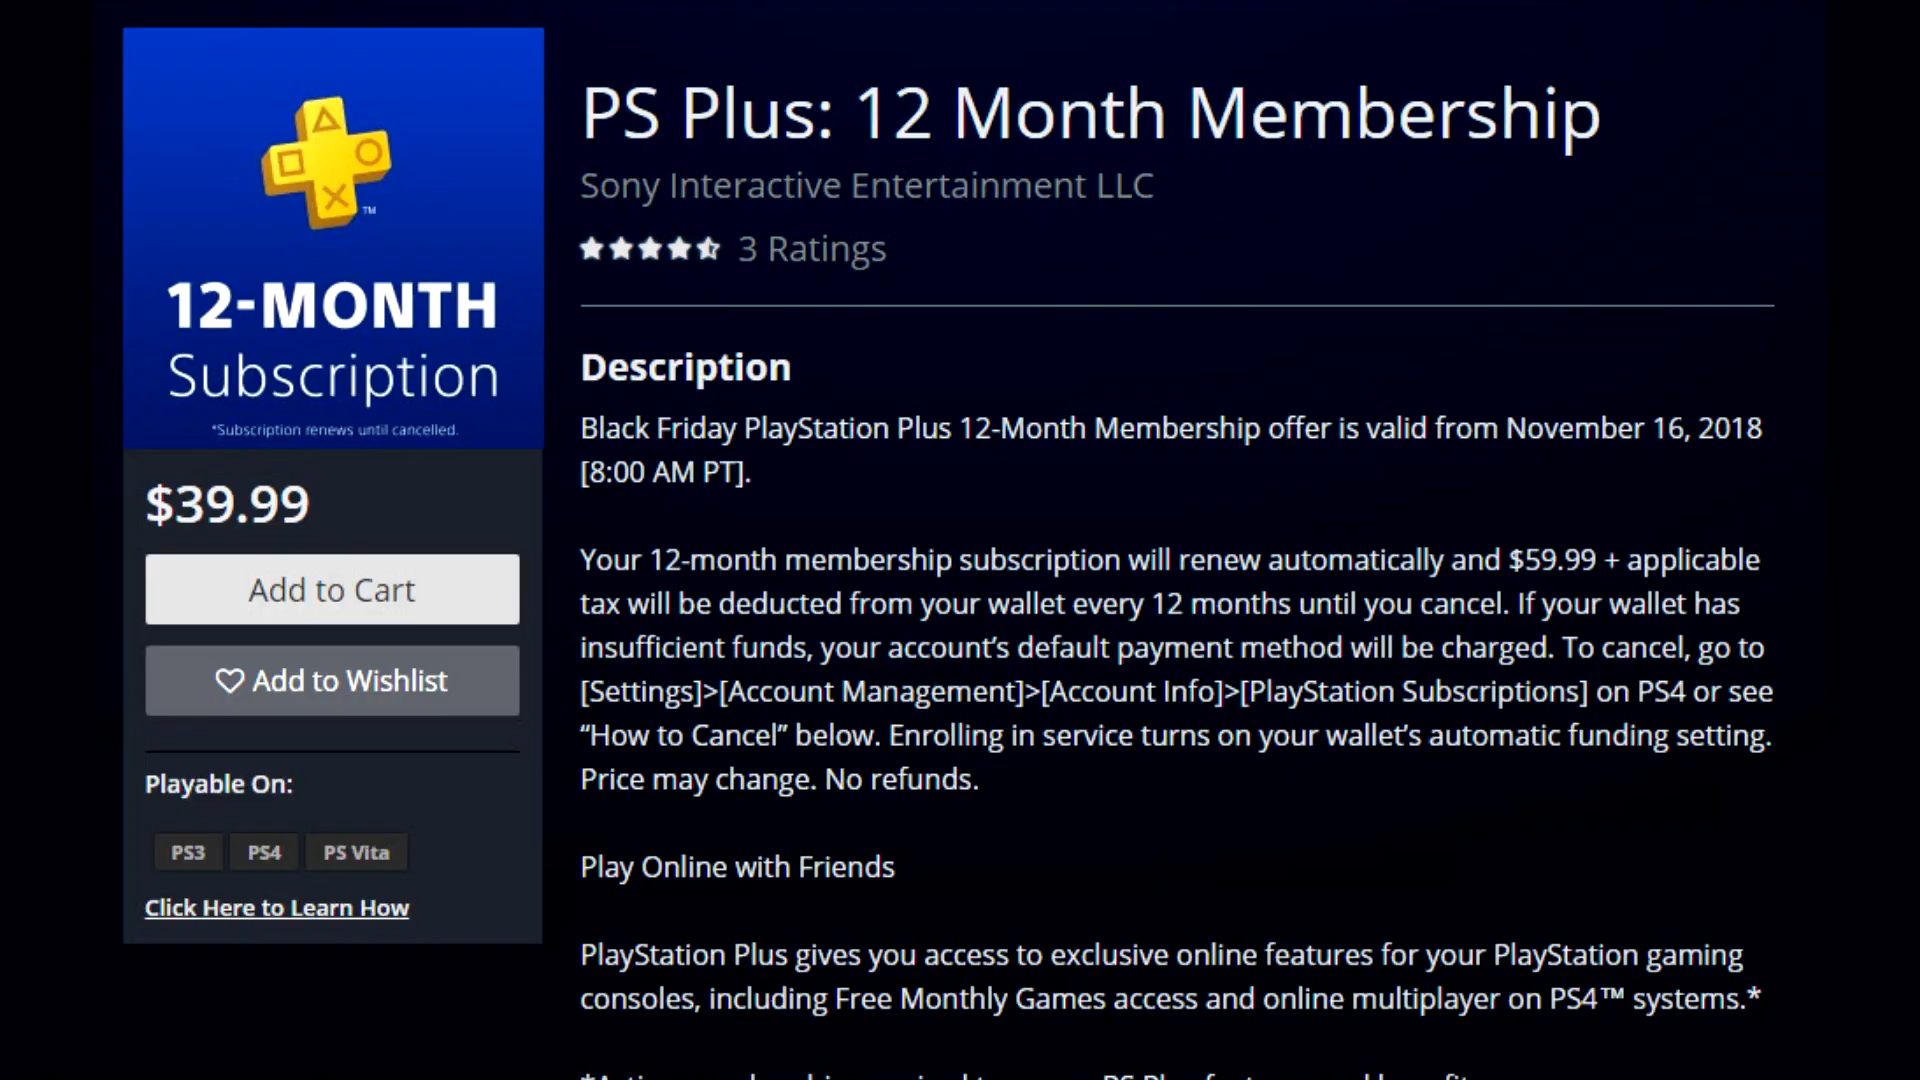 PS Plus: 12 Month Membership
Sony Interactive Entertainment LLC
3 Ratings
TM
12-MONTH
Subscription
*Subscription renews until cancelled.
$39.99
Add to Cart
Add to Wishlist
Playable On:
PS3 PS4 PS Vita
Click Here to Learn How
Description
Black Friday PlayStation Plus 12-Month Membership offer is valid from November 16, 2018
[8:00 AM PT].
Your 12-month membership subscription will renew automatically and $59.99 + applicable
tax will be deducted from your wallet every 12 months until you cancel. If your wallet has
insufficient funds, your account’s default payment method will be charged. To cancel, go to
[Settings]>[Account Management]>[Account Info]>[PlayStation Subscriptions] on PS4 or see
“How to Cancel” below. Enrolling in service turns on your wallet’s automatic funding setting.
Price may change. No refunds.
Play Online with Friends
PlayStation Plus gives you access to exclusive online features for your PlayStation gaming
consoles, including Free Monthly Games access and online multiplayer on PS4™ systems.*